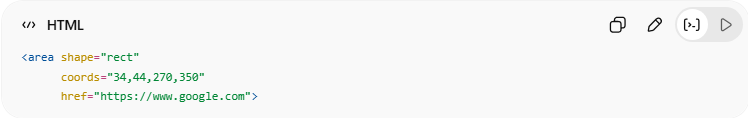 HTML
<area shape="rect"
coords="34,44,270,350"
href="https://www.google.com">